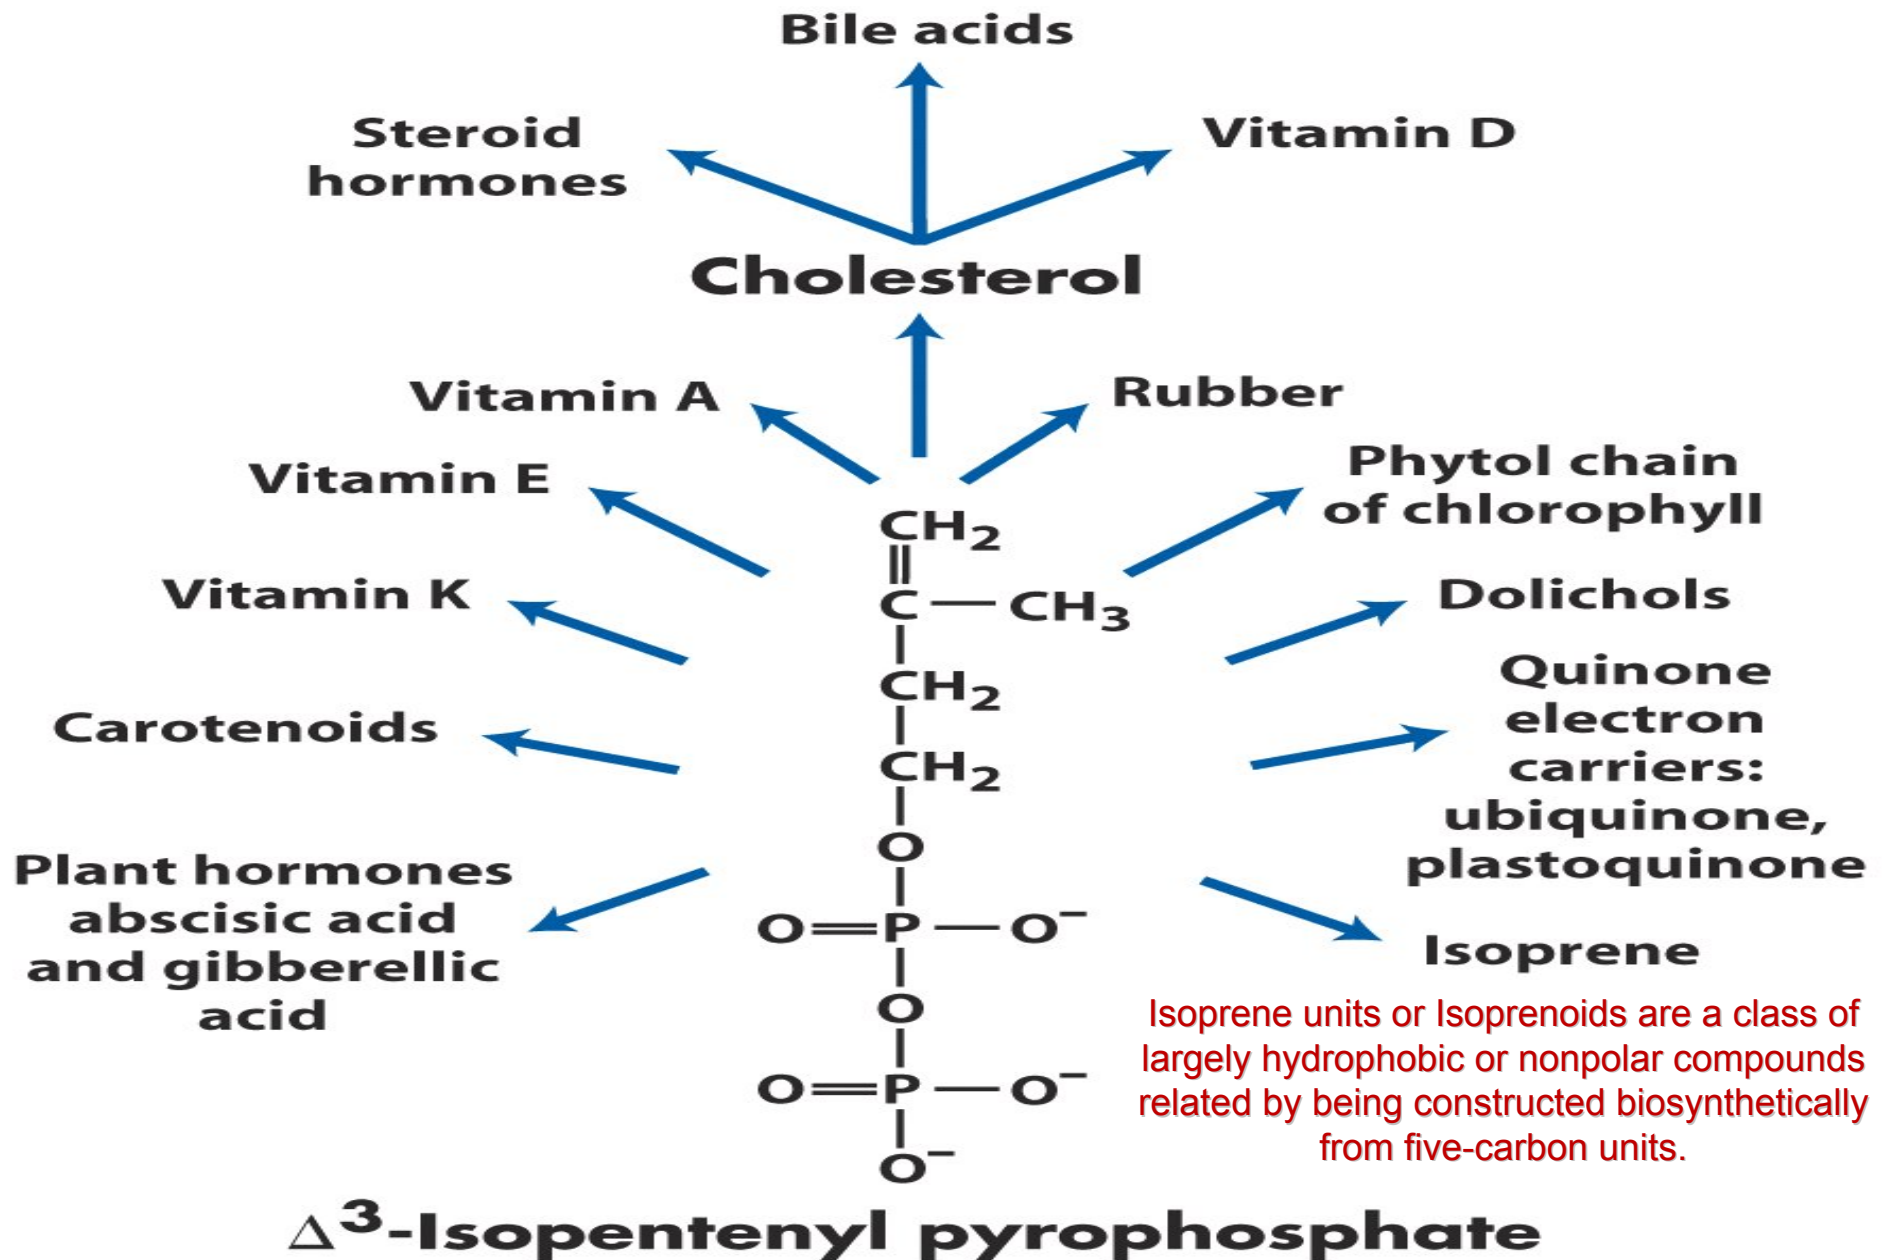 Bile acids
Steroid
hormones
Vitamin D
Cholesterol
Vitamin A
Rubber
Vitamin E
Phytol chain
of chlorophyll
Vitamin K
Dolichols
Carotenoids
Quinone
electron
carriers:
ubiquinone,
plastoquinone
Plant hormones
abscisic acid
and gibberellic
acid
Isoprene
CH₂
C — CH₃
CH₂
CH₂
O
O=P—O⁻
O
O=P—O⁻
O⁻
Isoprene units or Isoprenoids are a class of
largely hydrophobic or nonpolar compounds
related by being constructed biosynthetically
from five-carbon units.
Δ³-Isopentenyl pyrophosphate